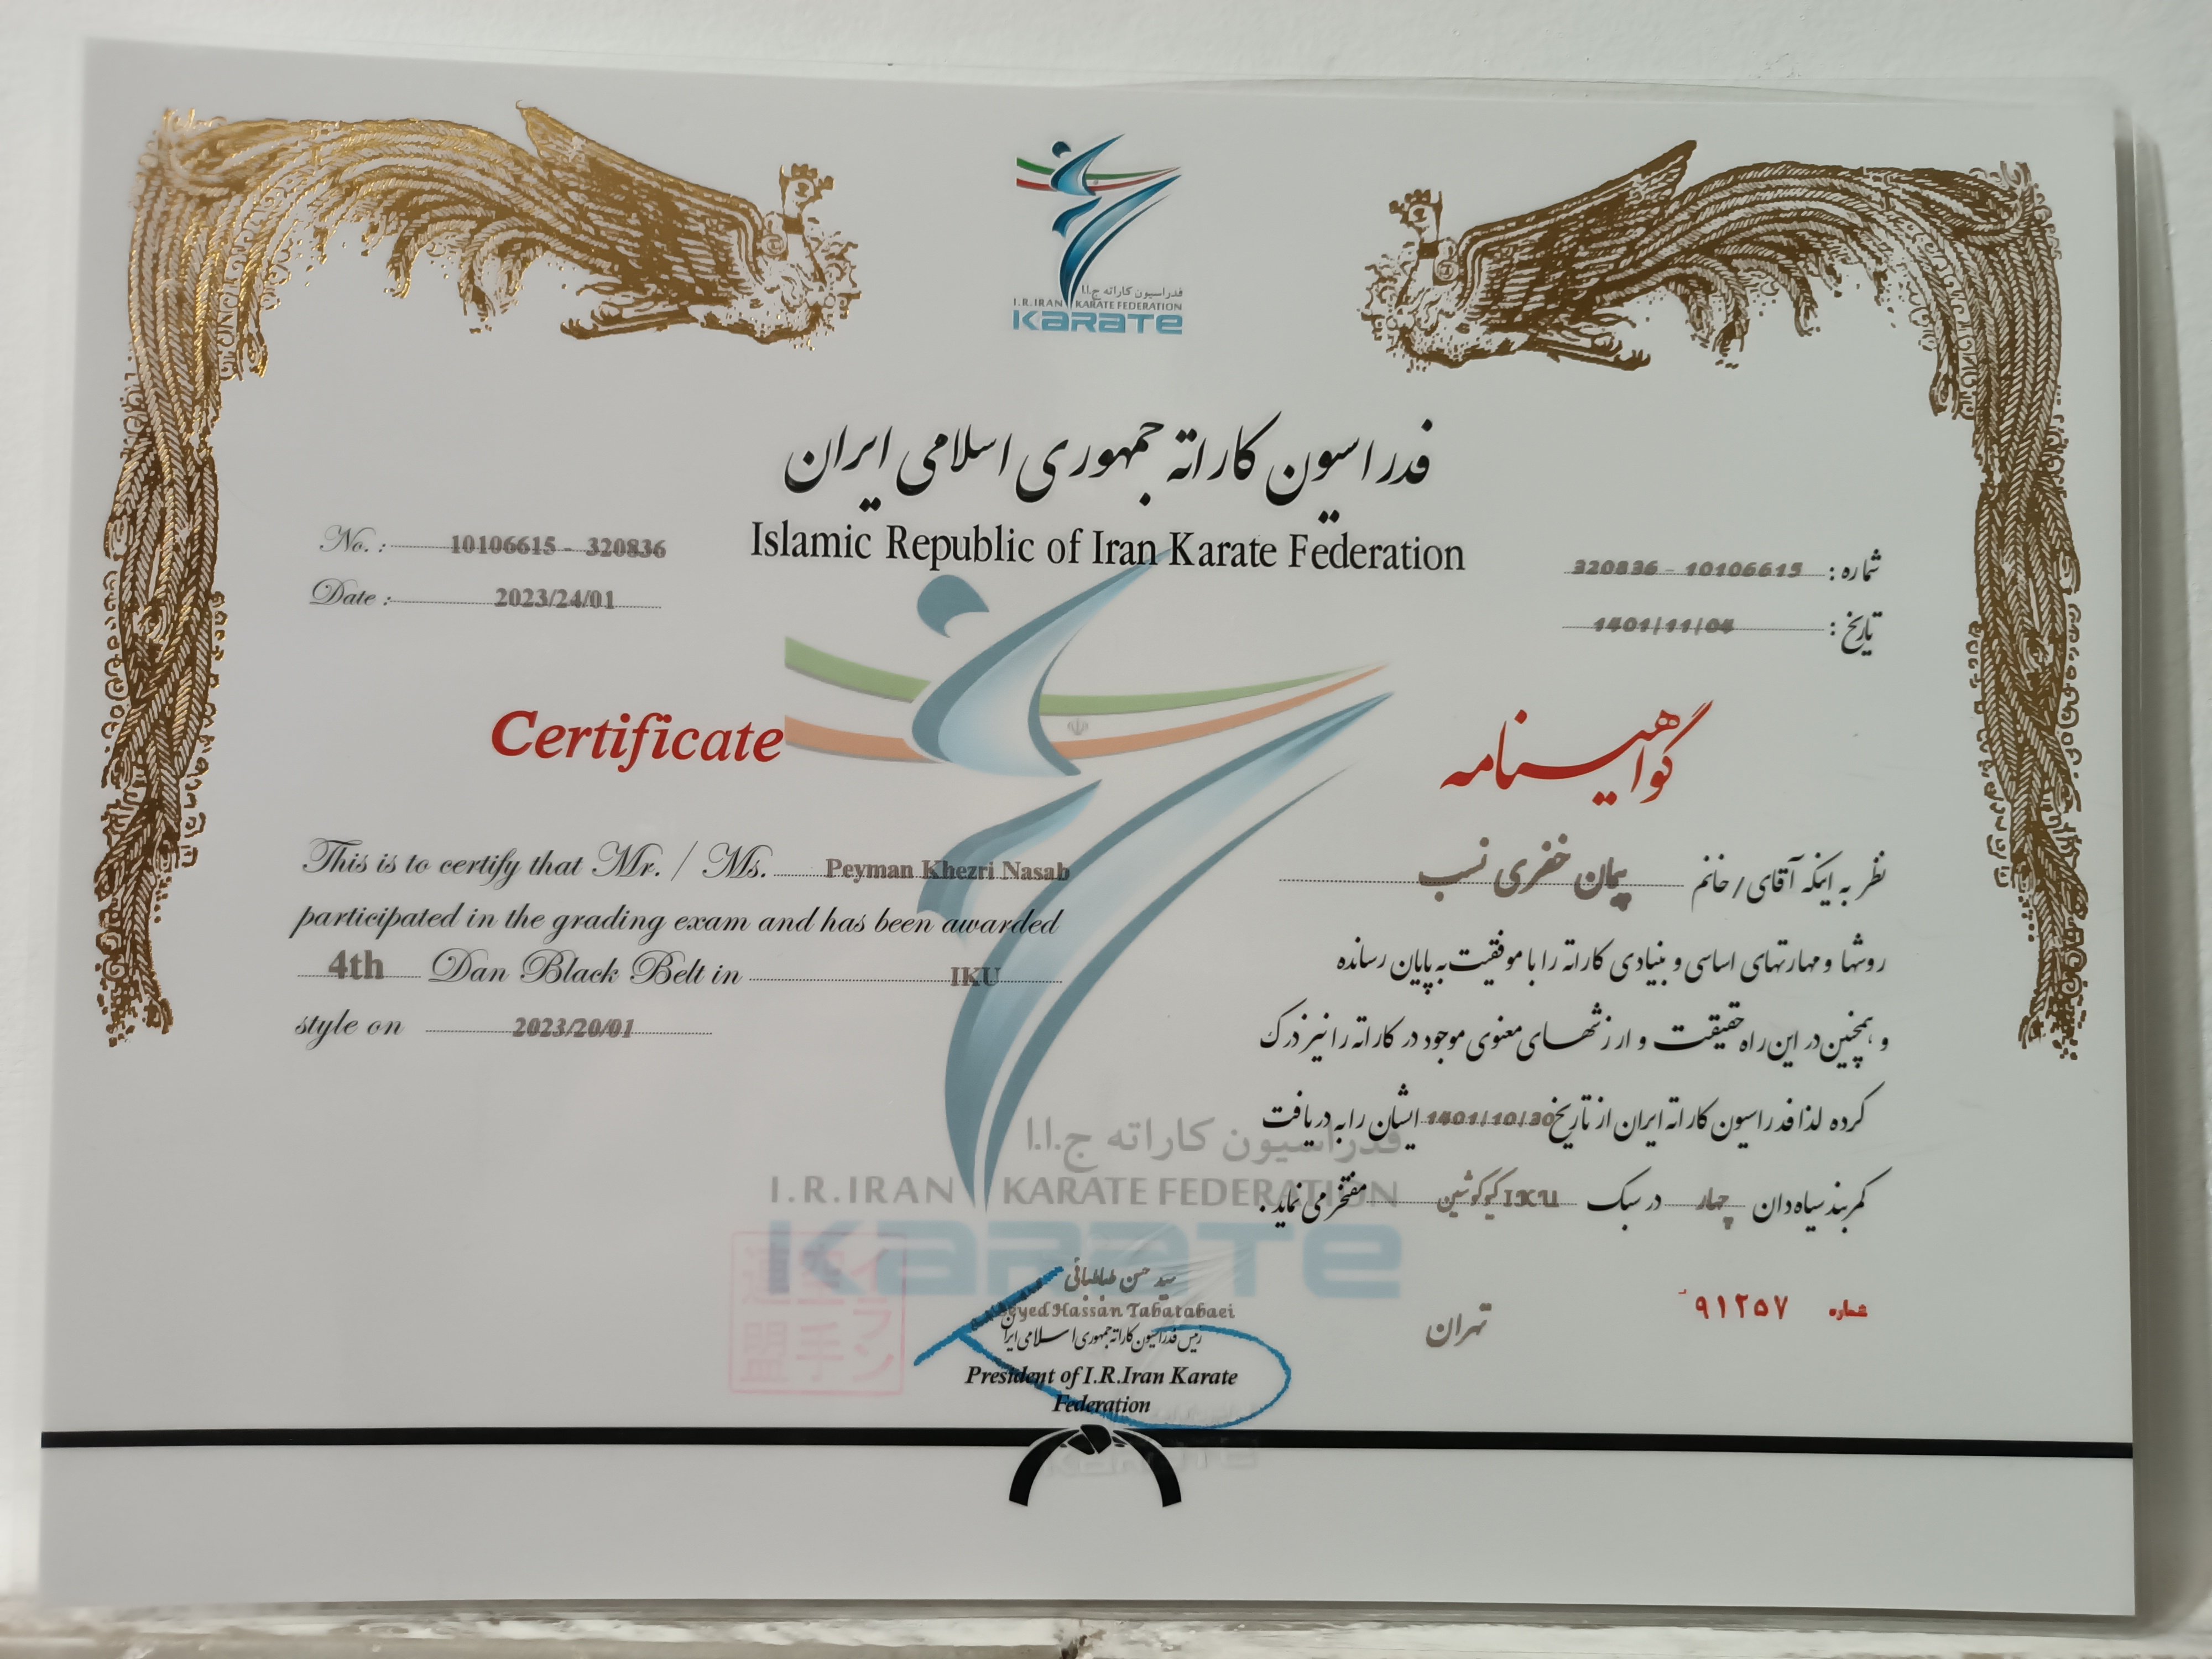 فدراسیون کاراته ج.ا.ا
I.R.IRAN KARATE FEDERATION
KARATE
فدراسیون کاراته جمهوری اسلامی ایران
Islamic Republic of Iran Karate Federation
No. : 10106615 - 320836
Date : 2023/24/01
شماره : 320836 - 10106615
تاریخ : 1401/11/04
Certificate
This is to certify that Mr. / Ms. Peyman Khezri Nasab
participated in the grading exam and has been awarded
4th Dan Black Belt in IKU
style on 2023/20/01
گواهینامه
نظر به اینکه آقای / خانم پیمان خضری نسب
روشها و مهارتهای اساسی و بنیادی کاراته را با موفقیت به پایان رسانده
و همچنین در این راه حقیقت و ارزشهای معنوی موجود در کاراته را نیز درک
کرده لذا فدراسیون کاراته ایران از تاریخ 1401/10/30 ایشان را به دریافت
کمربند سیاه دان چهار در سبک IKU کیوکوشین مفتخر می نماید .
فدراسیون کاراته ج.ا.ا.
I.R.IRAN KARATE FEDERATION
KARATE
イラン
空手
連盟
سید حسن طباطبائی
Seyed Hassan Tabatabaei
رئیس فدراسیون کاراته جمهوری اسلامی ایران
President of I.R.Iran Karate
Federation
تهران
شماره ۹۱۲۵۷